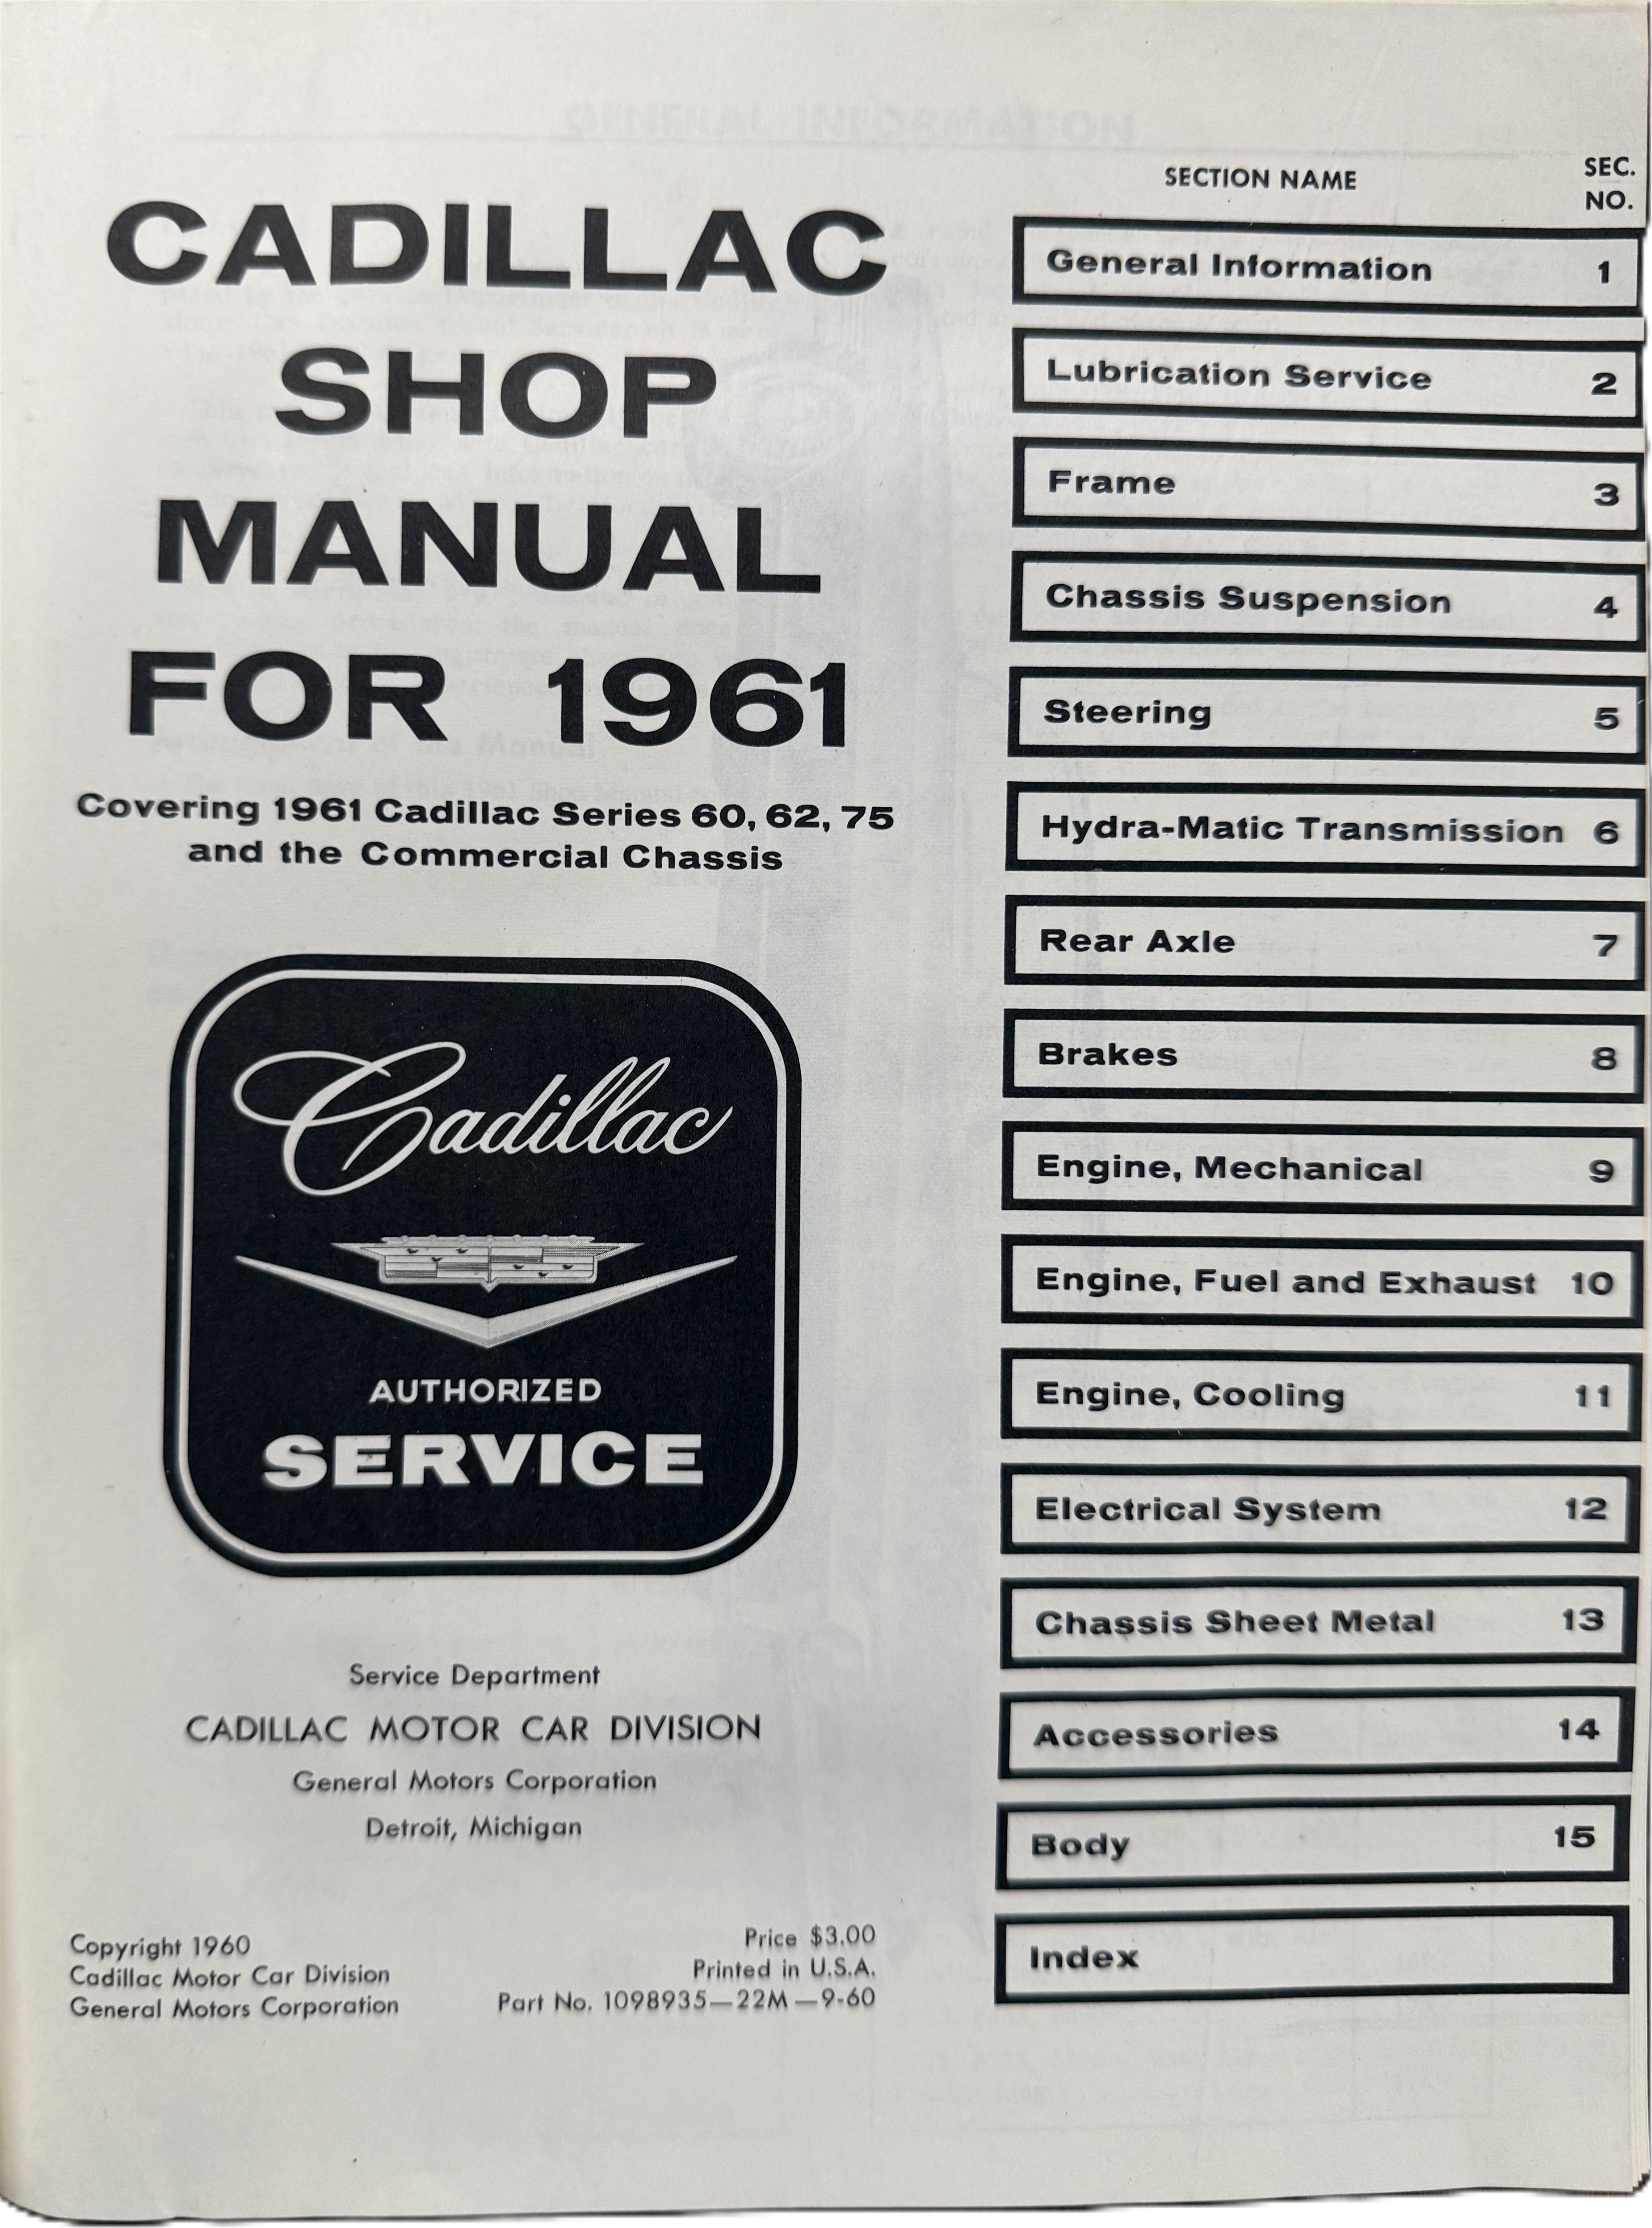 CADILLAC
SHOP
MANUAL
FOR 1961
Covering 1961 Cadillac Series 60, 62, 75
and the Commercial Chassis
Cadillac
AUTHORIZED
SERVICE
Service Department
CADILLAC MOTOR CAR DIVISION
General Motors Corporation
Detroit, Michigan
Copyright 1960
Cadillac Motor Car Division
General Motors Corporation
Price $3.00
Printed in U.S.A.
Part No. 1098935—22M—9-60
SECTION NAME SEC.
NO.
General Information 1
Lubrication Service 2
Frame 3
Chassis Suspension 4
Steering 5
Hydra-Matic Transmission 6
Rear Axle 7
Brakes 8
Engine, Mechanical 9
Engine, Fuel and Exhaust 10
Engine, Cooling 11
Electrical System 12
Chassis Sheet Metal 13
Accessories 14
Body 15
Index